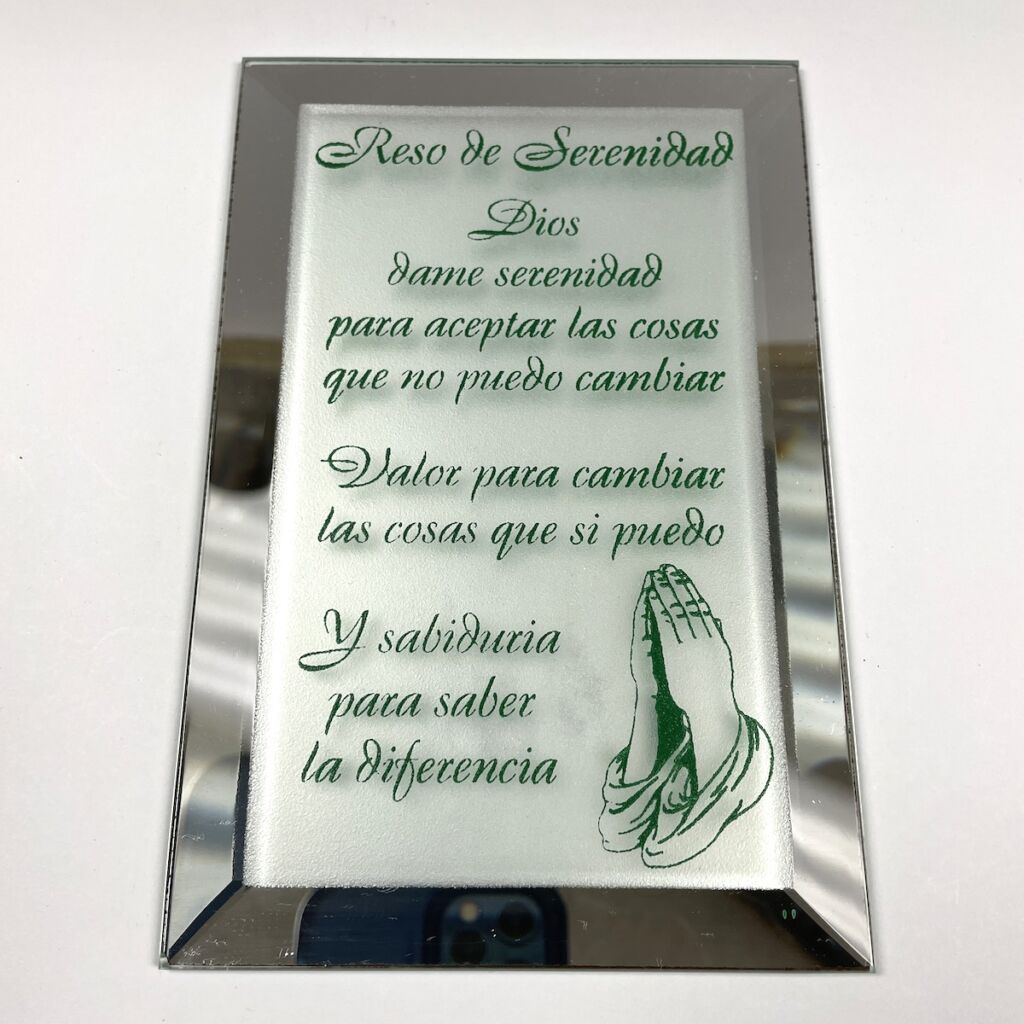 Reso de Serenidad
Dios
dame serenidad
para aceptar las cosas
que no puedo cambiar
Valor para cambiar
las cosas que si puedo
Y sabiduria
para saber
la diferencia